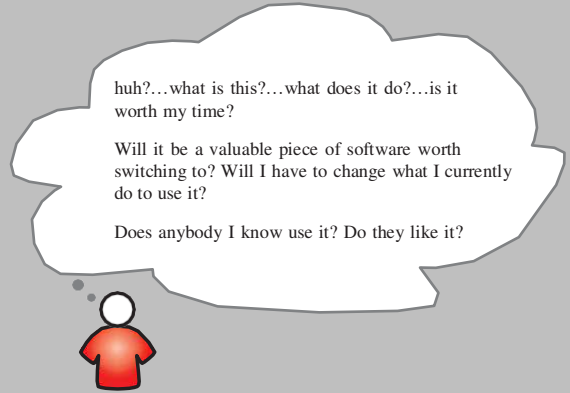 huh?...what is this?...what does it do?...is it
worth my time?
Will it be a valuable piece of software worth
switching to? Will I have to change what I currently
do to use it?
Does anybody I know use it? Do they like it?